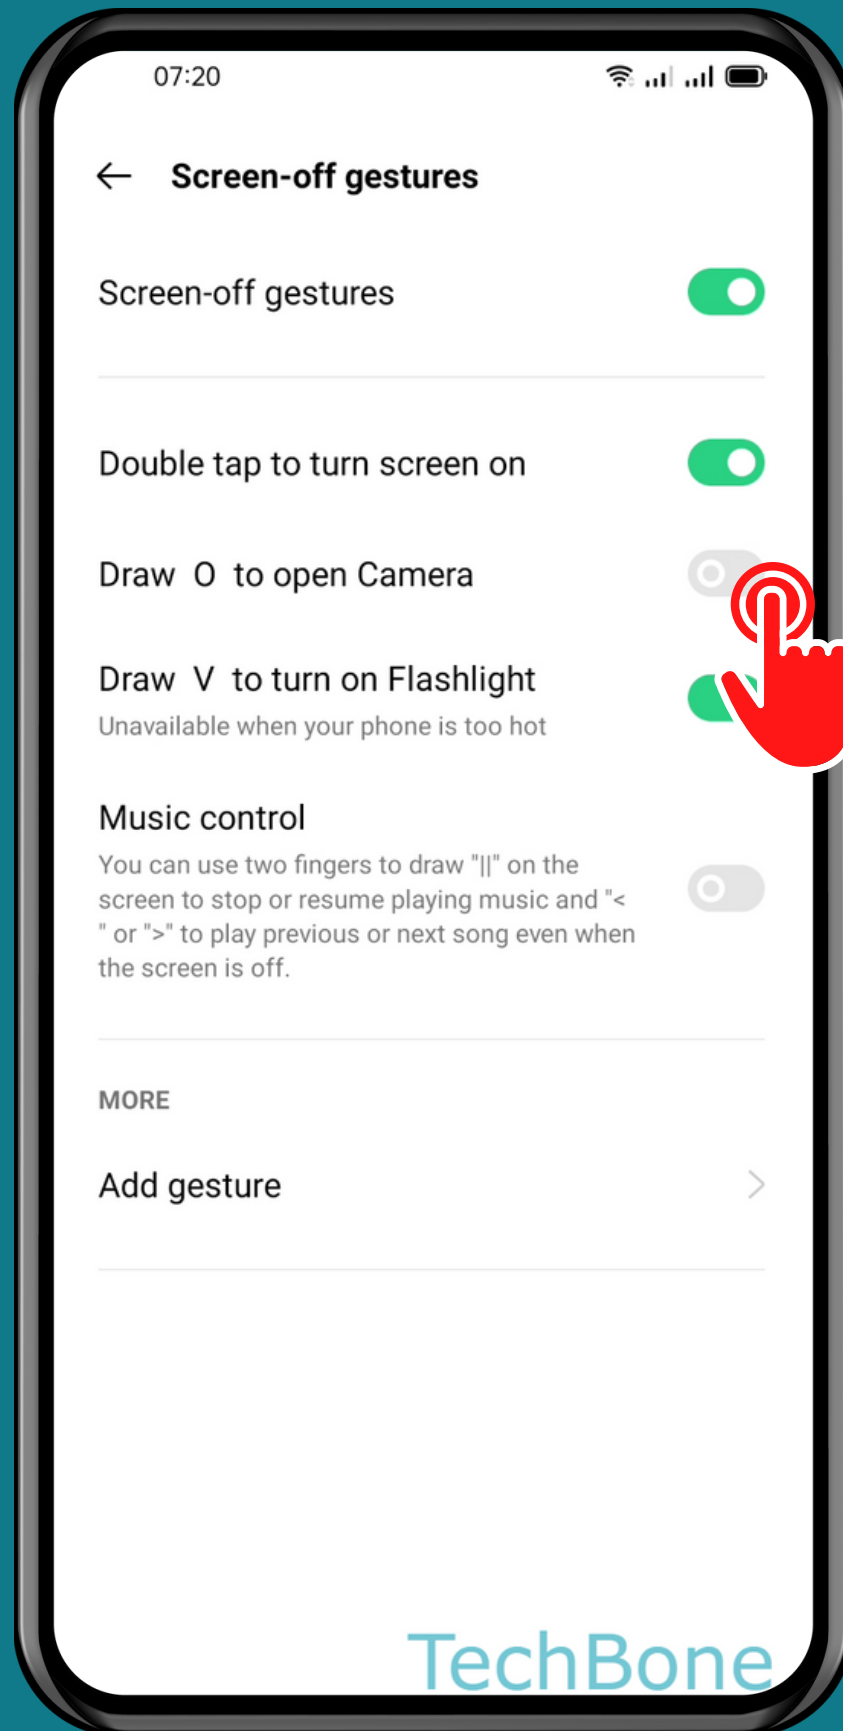 07:20
Screen-off gestures
Screen-off gestures
Double tap to turn screen on
Draw O to open Camera
Draw V to turn on Flashlight
Unavailable when your phone is too hot
Music control
You can use two fingers to draw "||" on the
screen to stop or resume playing music and "<
" or ">" to play previous or next song even when
the screen is off.
MORE
Add gesture
TechBone